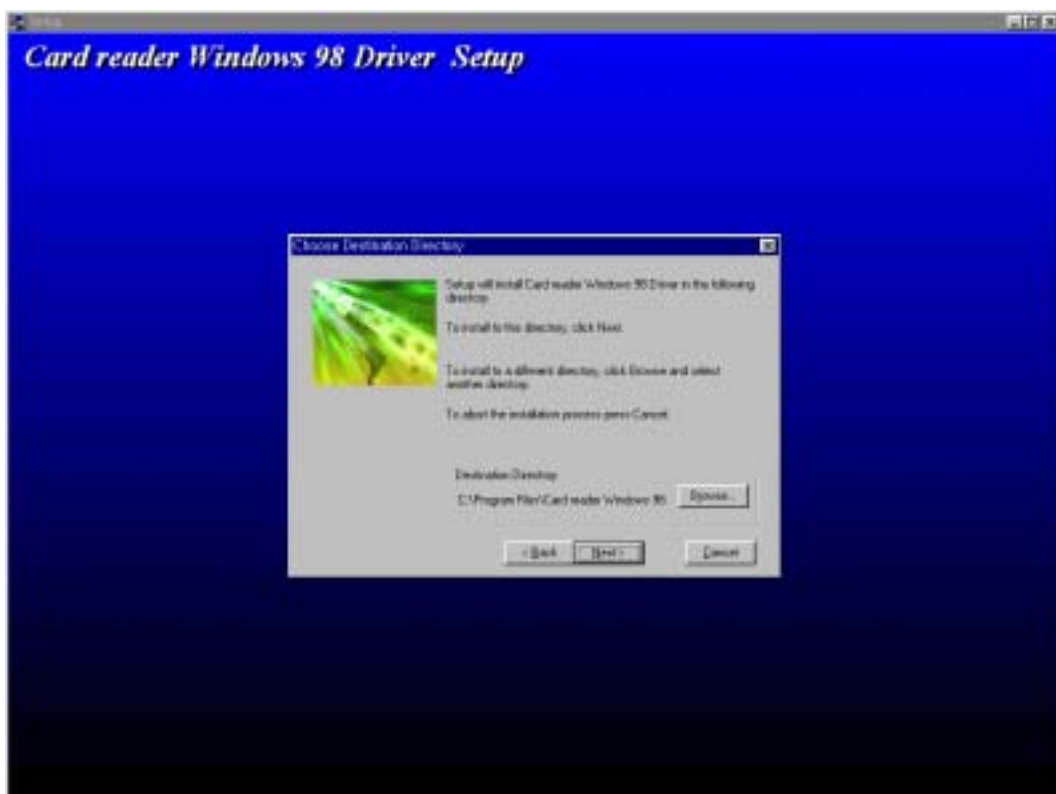 Setup
Card reader Windows 98 Driver Setup
Choose Destination Directory
Setup will install Card reader Windows 98 Driver in the following
directory.
To install to this directory, click Next.
To install to a different directory, click Browse and select
another directory.
To abort the installation process press Cancel.
Destination Directory
C:\Program Files\Card reader Windows 98
Browse...
< Back
Next >
Cancel